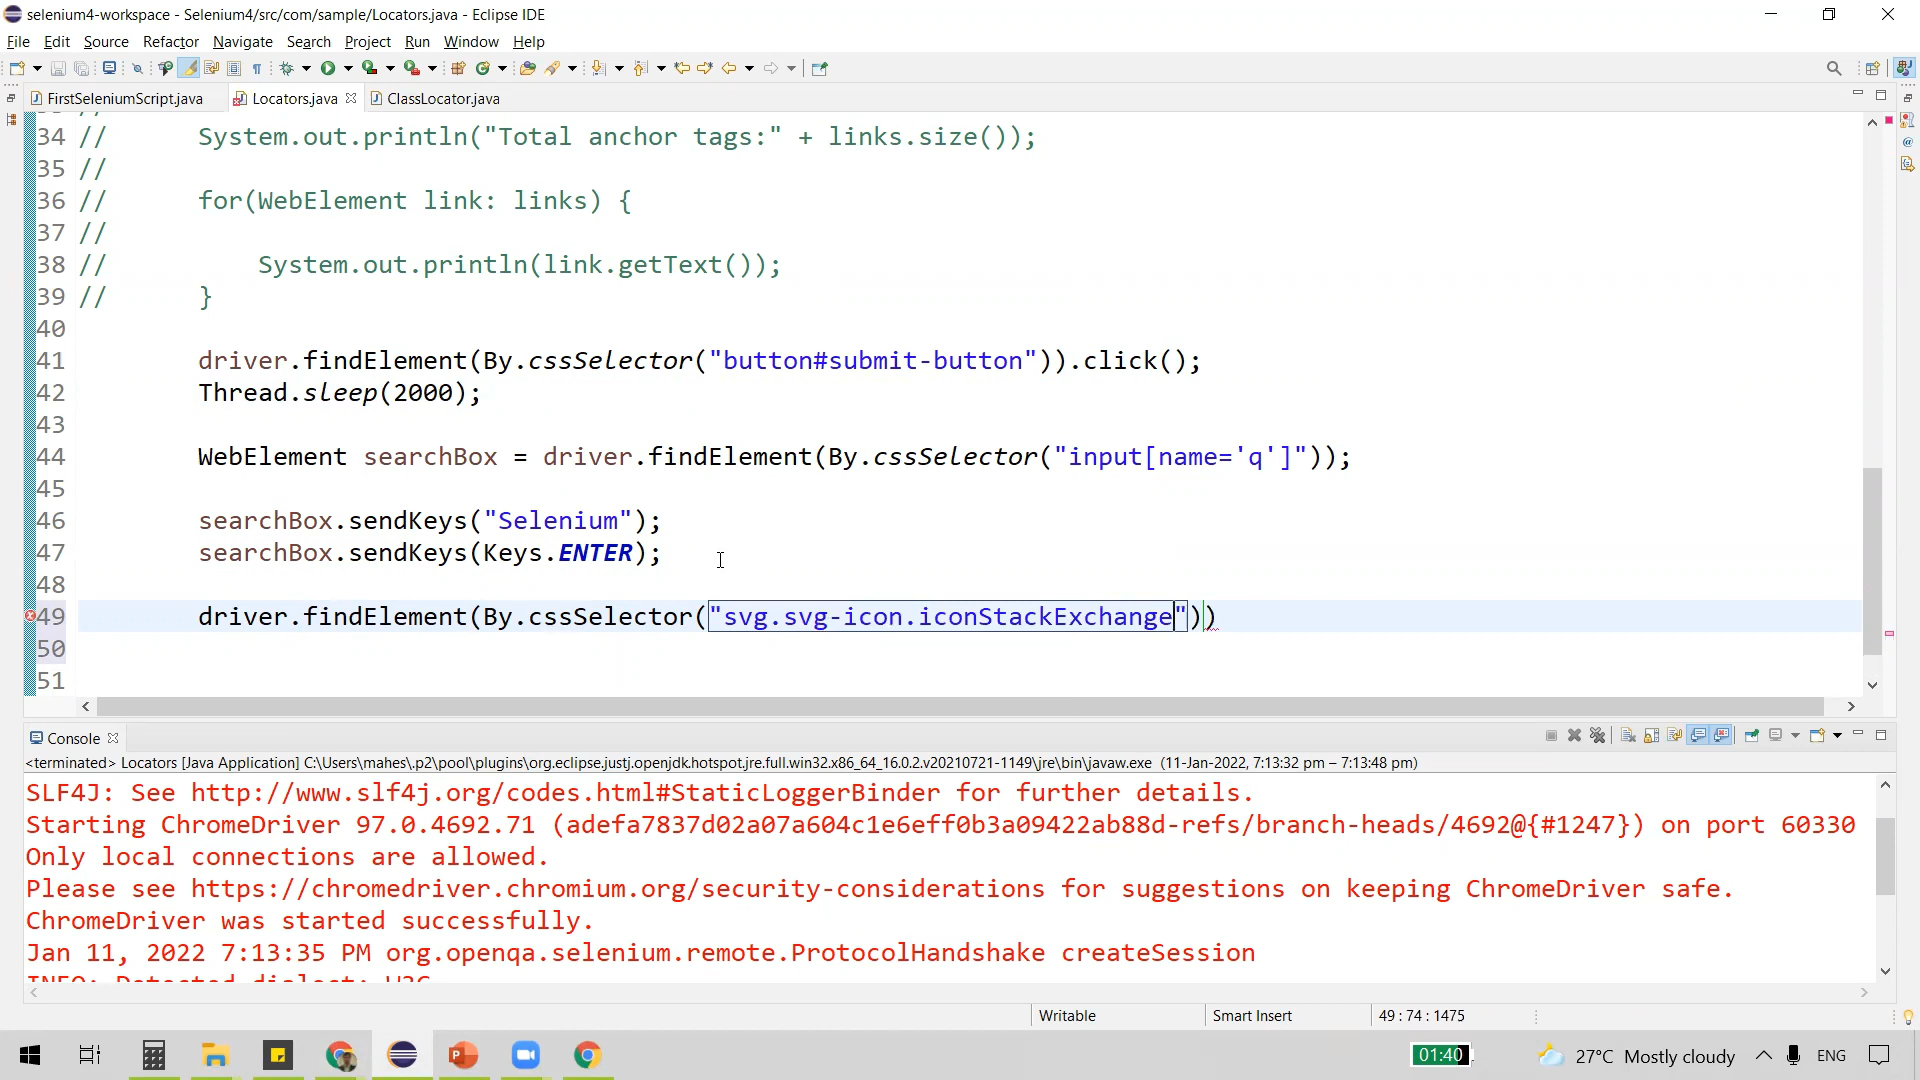 selenium4-workspace - Selenium4/src/com/sample/Locators.java - Eclipse IDE
File Edit Source Refactor Navigate Search Project Run Window Help
FirstSeleniumScript.java Locators.java ClassLocator.java
34 // System.out.println("Total anchor tags:" + links.size());
35 //
36 // for(WebElement link: links) {
37 //
38 // System.out.println(link.getText());
39 // }
40
41 driver.findElement(By.cssSelector("button#submit-button")).click();
42 Thread.sleep(2000);
43
44 WebElement searchBox = driver.findElement(By.cssSelector("input[name='q']"));
45
46 searchBox.sendKeys("Selenium");
47 searchBox.sendKeys(Keys.ENTER);
48
49 driver.findElement(By.cssSelector("svg.svg-icon.iconStackExchange"))
50
51
Console
<terminated> Locators [Java Application] C:\Users\mahes\.p2\pool\plugins\org.eclipse.justj.openjdk.hotspot.jre.full.win32.x86_64_16.0.2.v20210721-1149\jre\bin\javaw.exe (11-Jan-2022, 7:13:32 pm – 7:13:48 pm)
SLF4J: See http://www.slf4j.org/codes.html#StaticLoggerBinder for further details.
Starting ChromeDriver 97.0.4692.71 (adefa7837d02a07a604c1e6eff0b3a09422ab88d-refs/branch-heads/4692@{#1247}) on port 60330
Only local connections are allowed.
Please see https://chromedriver.chromium.org/security-considerations for suggestions on keeping ChromeDriver safe.
ChromeDriver was started successfully.
Jan 11, 2022 7:13:35 PM org.openqa.selenium.remote.ProtocolHandshake createSession
INFO: Detected dialect: W3C
Writable Smart Insert 49 : 74 : 1475
01:40 27°C Mostly cloudy ENG